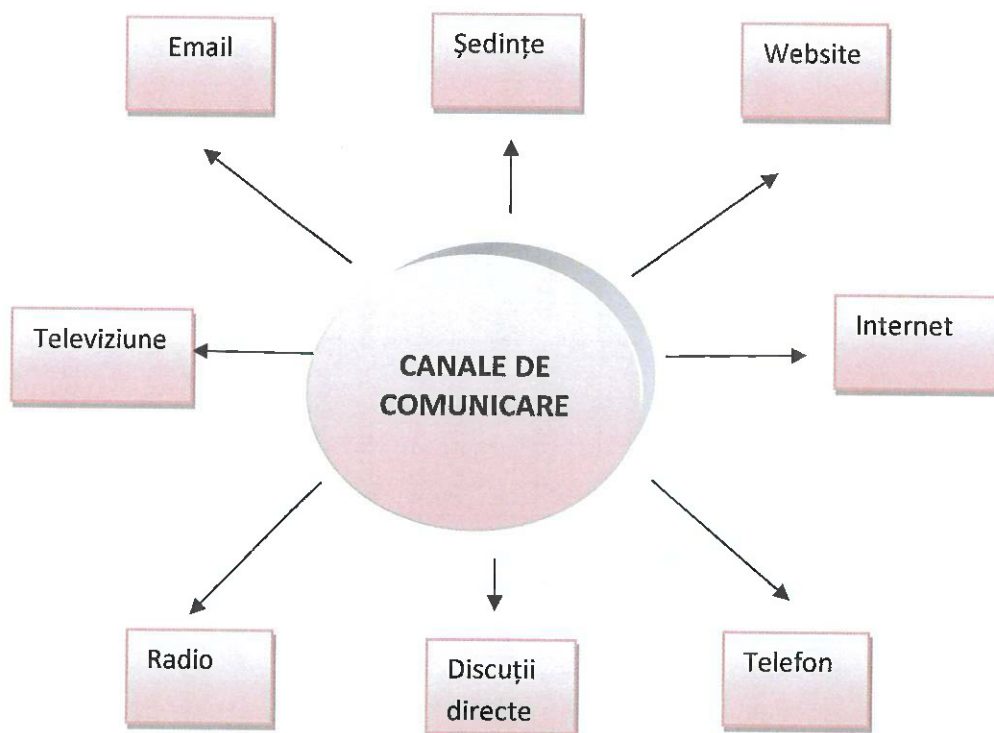 Email
Ședințe
Website
Televiziune
CANALE DE
COMUNICARE
Internet
Radio
Discuții
directe
Telefon